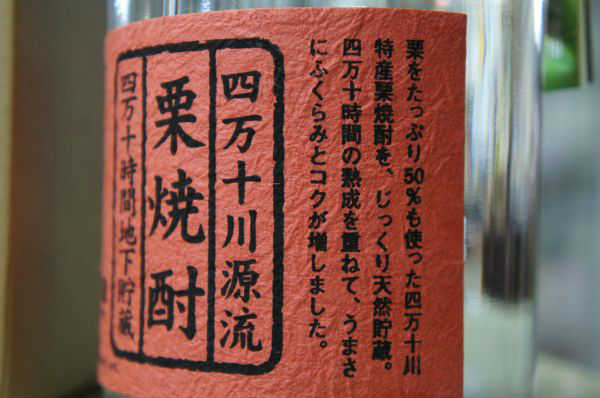 栗をたっぷり50%も使った四万十川
特産栗焼酎を、じっくり天然貯蔵。
四万十時間の熟成を重ねて、うまさ
にふくらみとコクが増しました。
四万十川源流
栗焼酎
四万十時間地下貯蔵